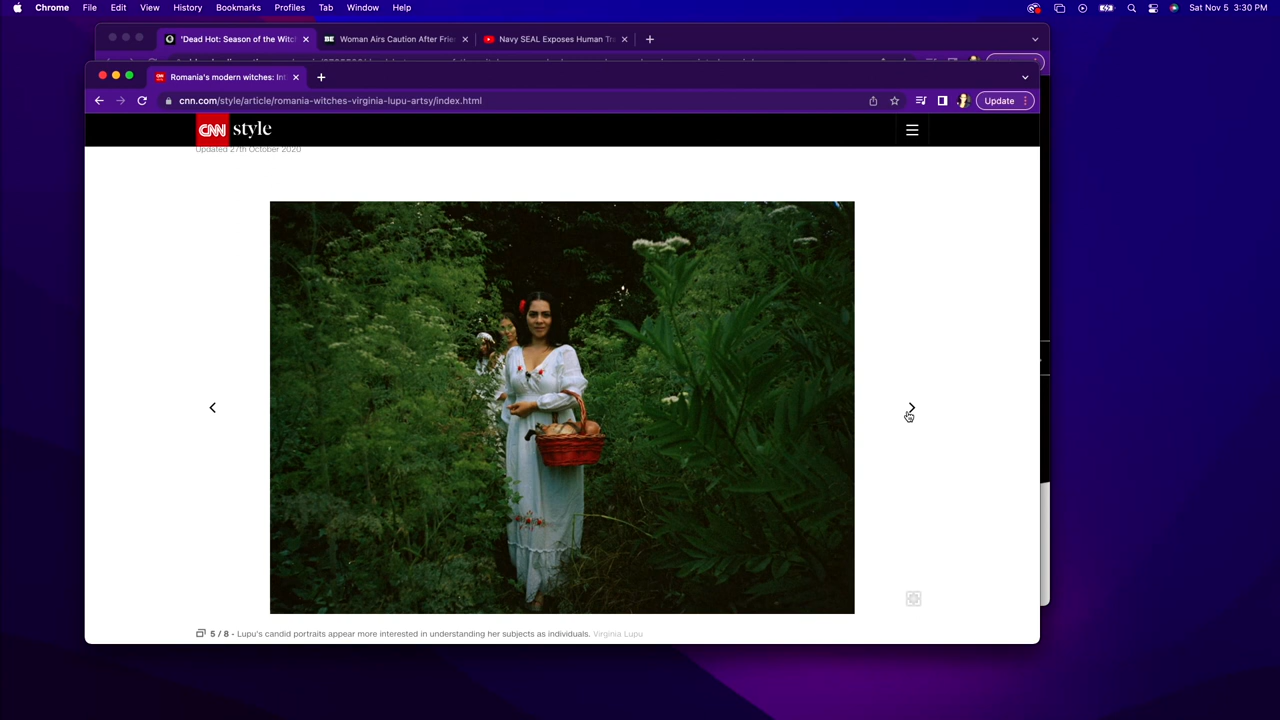 Chrome File Edit View History Bookmarks Profiles Tab Window Help Sat Nov 5 3:30 PM
'Dead Hot: Season of the Witc Woman Airs Caution After Frie Navy SEAL Exposes Human Tra
Romania's modern witches: Int
cnn.com/style/article/romania-witches-virginia-lupu-artsy/index.html Update
CNN style
Updated 27th October 2020
5 / 8 - Lupu's candid portraits appear more interested in understanding her subjects as individuals. Virginia Lupu